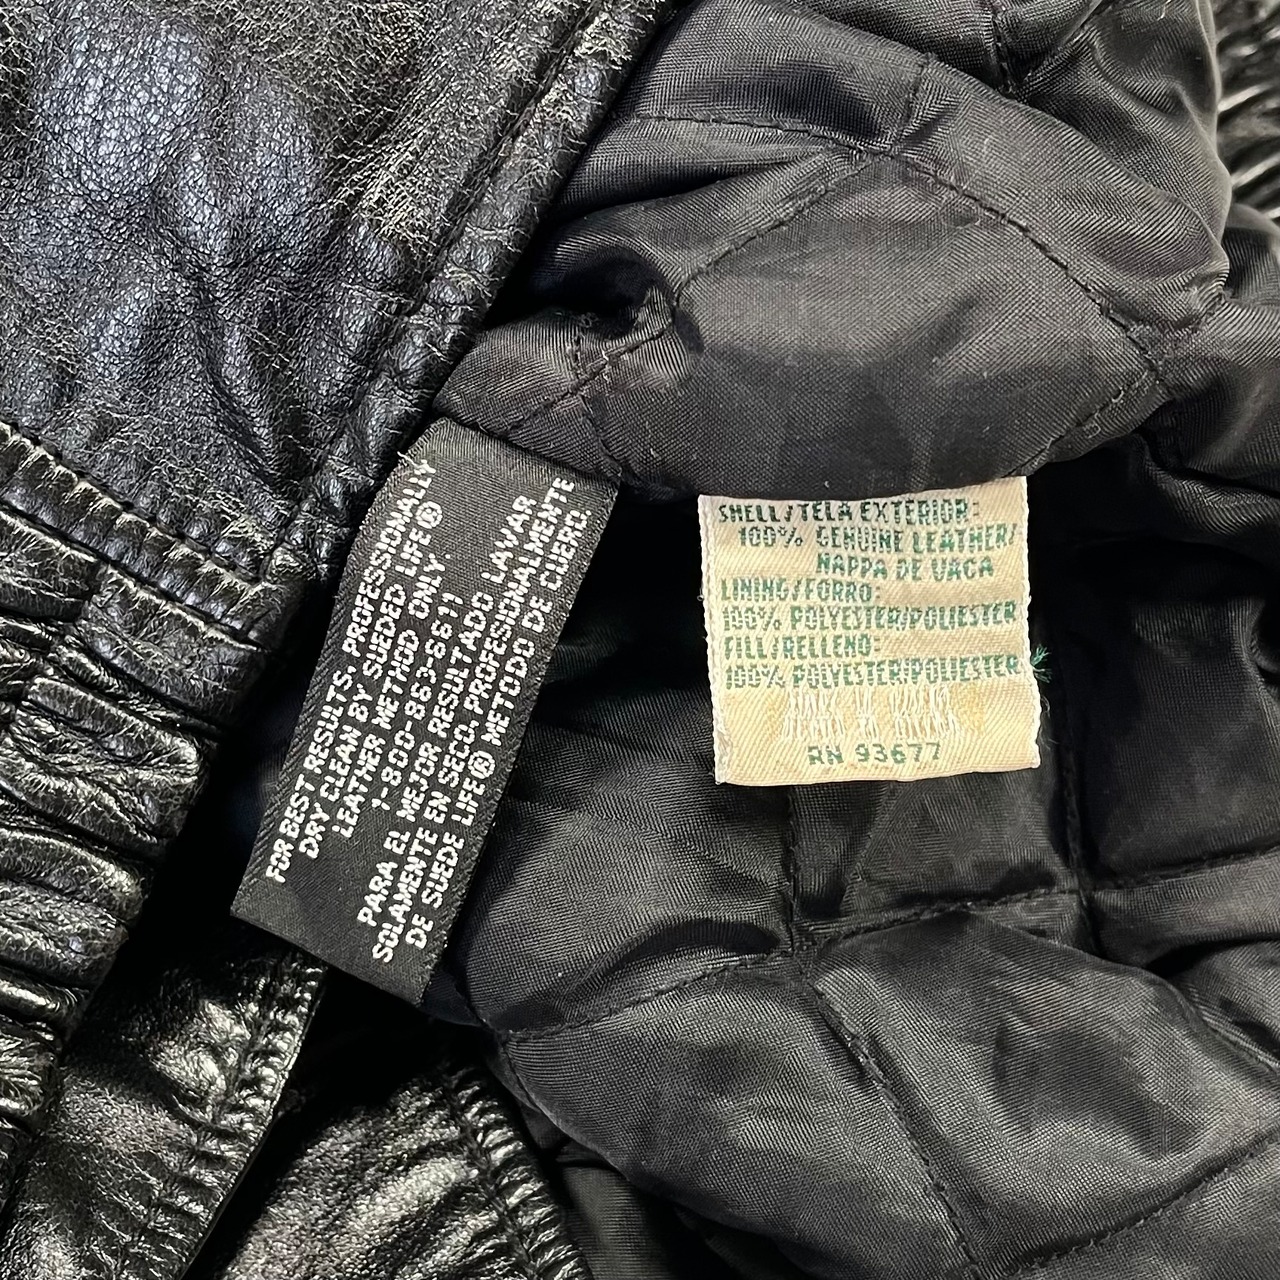 FOR BEST RESULTS, PROFESSIONALLY
DRY CLEAN BY SUEDED LIFE®
LEATHER METHOD ONLY.
1-800-863-8611
PARA EL MEJOR RESULTADO LAVAR
SOLAMENTE EN SECO, PROFESIONALMENTE
DE SUEDE LIFE® METODO DE CUERO.
SHELL/TELA EXTERIOR:
100% GENUINE LEATHER/
NAPPA DE VACA
LINING/FORRO:
100% POLYESTER/POLIESTER
FILL/RELLENO:
100% POLYESTER/POLIESTER
RN 93677